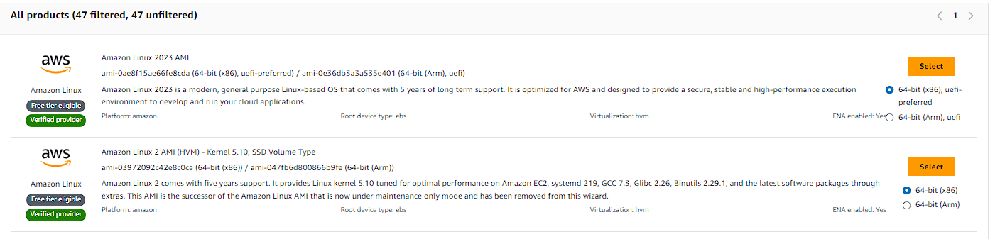 All products (47 filtered, 47 unfiltered)
1
aws
Amazon Linux
Free tier eligible
Verified provider
Amazon Linux 2023 AMI
ami-0ae8f15ae66fe8cda (64-bit (x86), uefi-preferred) / ami-0e36db3a3a535e401 (64-bit (Arm), uefi)
Amazon Linux 2023 is a modern, general purpose Linux-based OS that comes with 5 years of long term support. It is optimized for AWS and designed to provide a secure, stable and high-performance execution
environment to develop and run your cloud applications.
Platform: amazon Root device type: ebs Virtualization: hvm ENA enabled: Yes
Select
64-bit (x86), uefi-
preferred
64-bit (Arm), uefi
aws
Amazon Linux
Free tier eligible
Verified provider
Amazon Linux 2 AMI (HVM) - Kernel 5.10, SSD Volume Type
ami-03972092c42e8c0ca (64-bit (x86)) / ami-047fb6d800866b9fe (64-bit (Arm))
Amazon Linux 2 comes with five years support. It provides Linux kernel 5.10 tuned for optimal performance on Amazon EC2, systemd 219, GCC 7.3, Glibc 2.26, Binutils 2.29.1, and the latest software packages through
extras. This AMI is the successor of the Amazon Linux AMI that is now under maintenance only mode and has been removed from this wizard.
Platform: amazon Root device type: ebs Virtualization: hvm ENA enabled: Yes
Select
64-bit (x86)
64-bit (Arm)